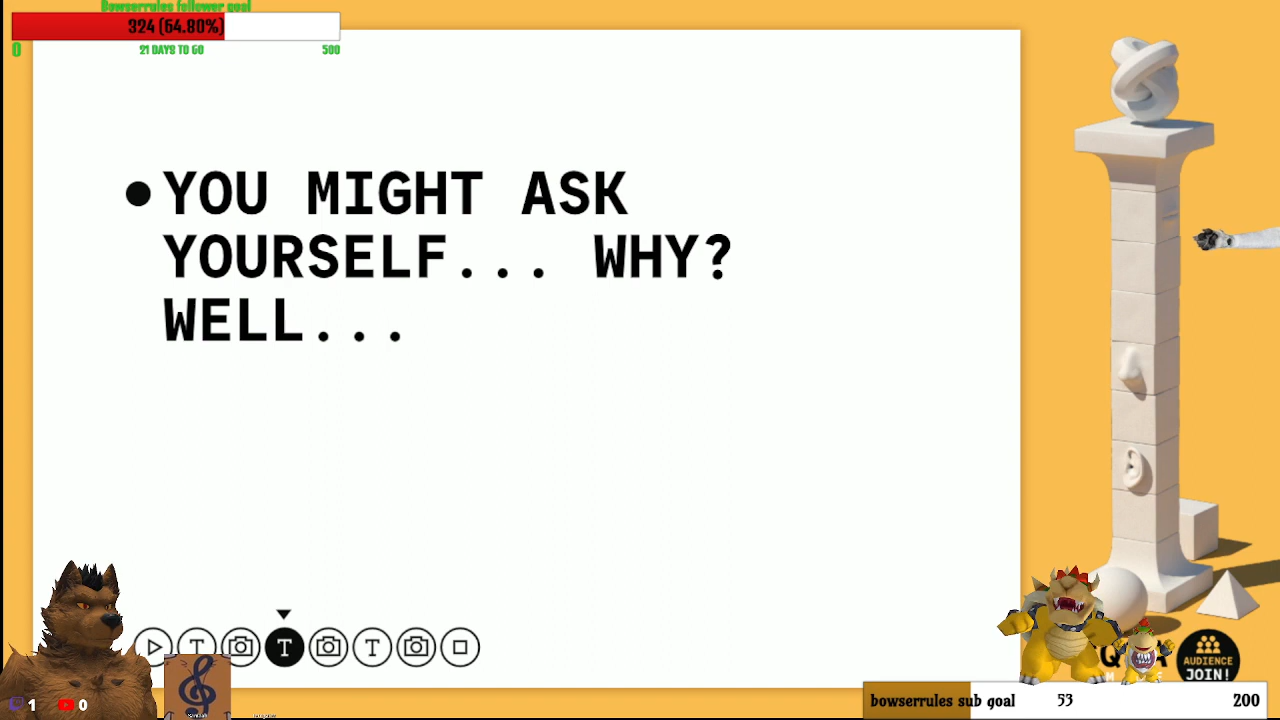 Bowserrules follower goal
324 (64.80%)
0
21 DAYS TO GO
500
•YOU MIGHT ASK
YOURSELF... WHY?
WELL...
T
T
T
AUDIENCE
JOIN!
1
0
bowserrules sub goal
53
200